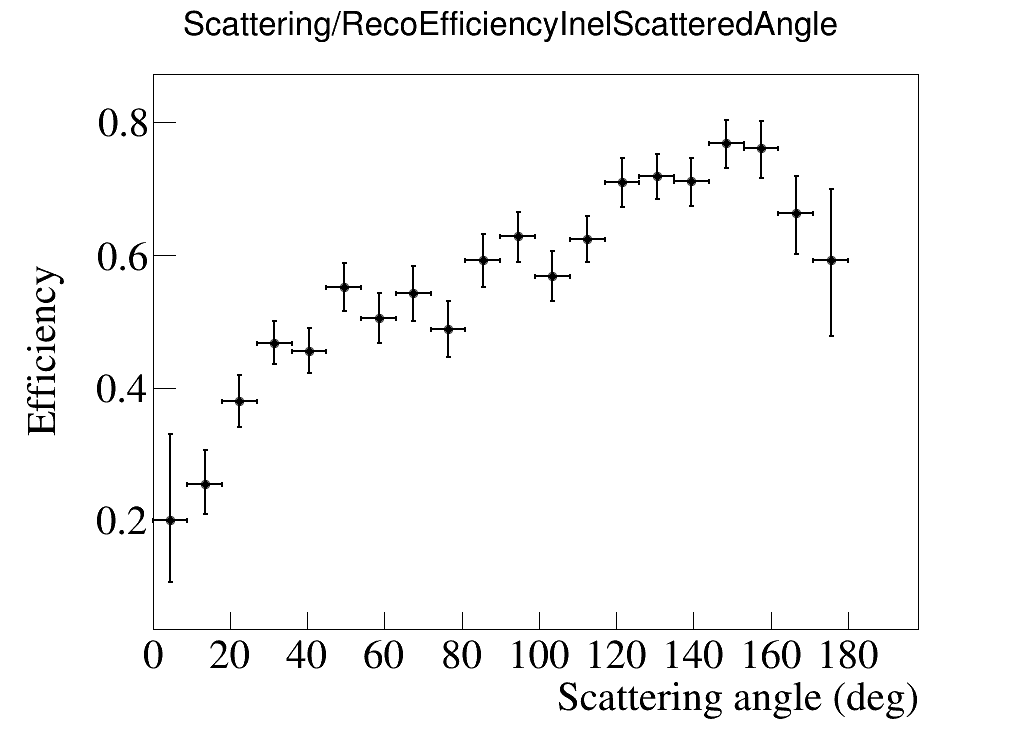 Scattering/RecoEfficiencyInelScatteredAngle
0.8
0.6
0.4
0.2
Efficiency
0 20 40 60 80 100 120 140 160 180
Scattering angle (deg)